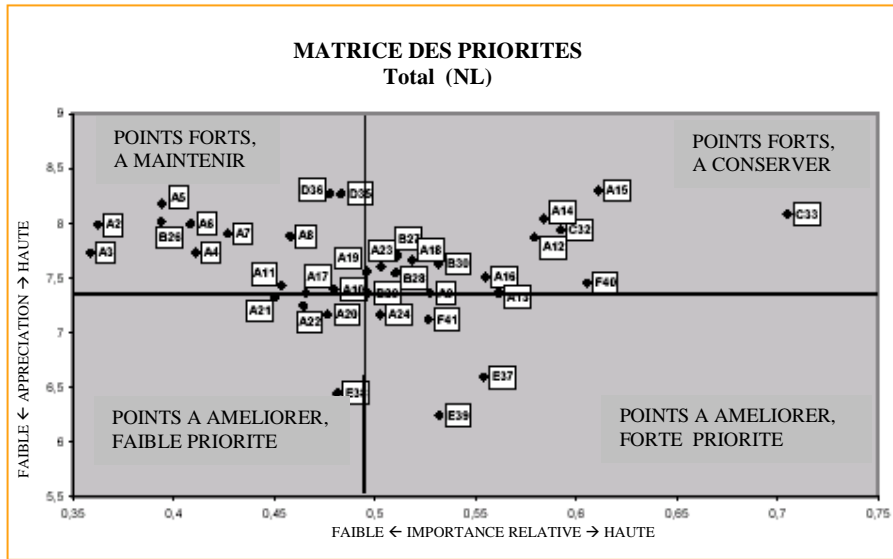 MATRICE DES PRIORITES
Total (NL)
9
POINTS FORTS,
A MAINTENIR
POINTS FORTS,
A CONSERVER
8,5
D36
D35
A15
A5
A14
C33
8
A2
A6
C32
B26
A7
A8
B27
A18
A12
A3
A4
A23
B30
A19
7,5
A11
A17
B28
A16
F40
A10
A9
A13
A21
A22
A20
A24
F41
7
6,5
E37
E39
POINTS A AMELIORER,
FAIBLE PRIORITE
POINTS A AMELIORER,
FORTE PRIORITE
6
5,5
0,35
0,4
0,45
0,5
0,55
0,6
0,65
0,7
0,75
FAIBLE ← APPRECIATION → HAUTE
FAIBLE ← IMPORTANCE RELATIVE → HAUTE